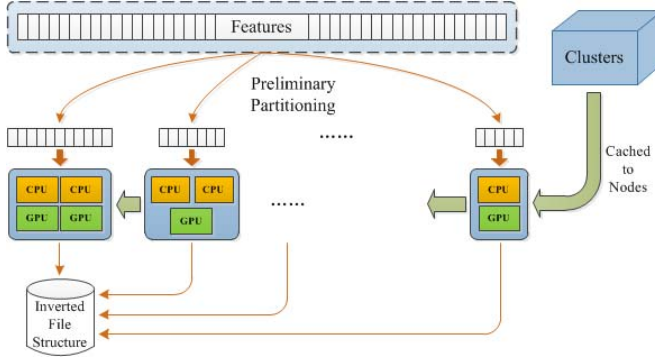 Features
Clusters
Preliminary
Partitioning
......
Cached
to
Nodes
CPU CPU
GPU GPU
CPU CPU
GPU
......
CPU
GPU
Inverted
File
Structure